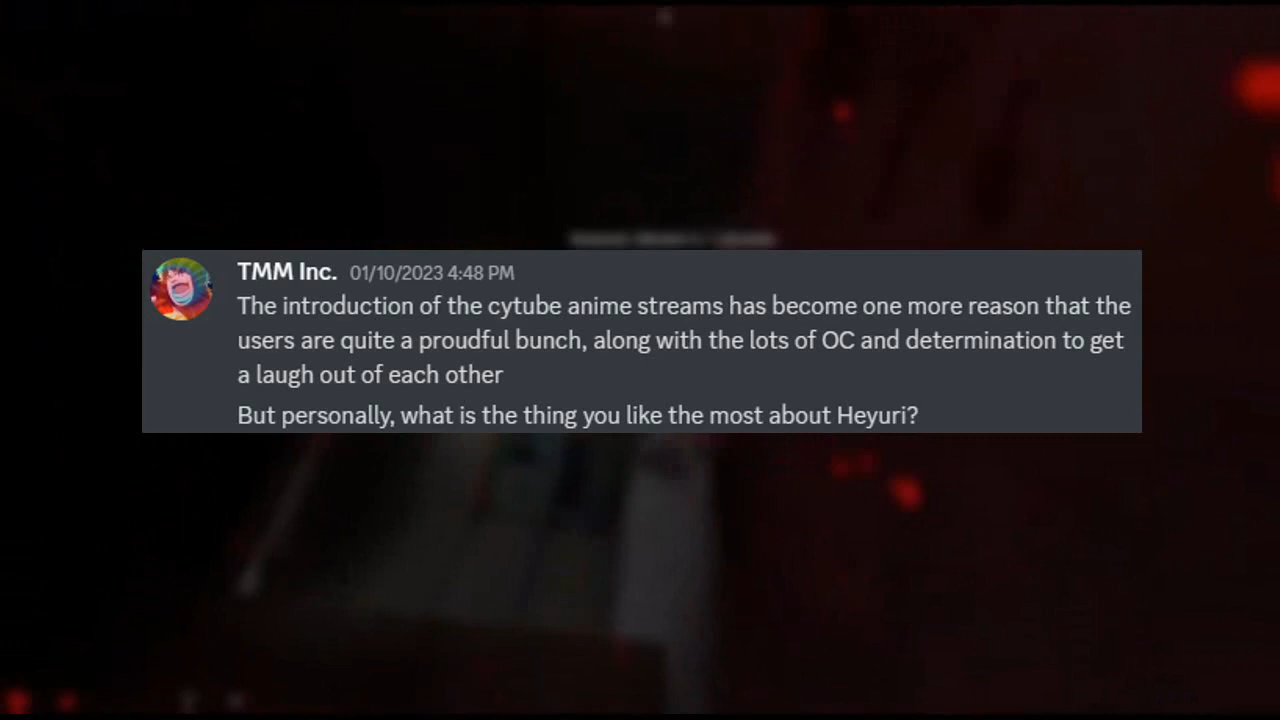 TMM Inc. 01/10/2023 4:48 PM
The introduction of the cytube anime streams has become one more reason that the
users are quite a proudful bunch, along with the lots of OC and determination to get
a laugh out of each other
But personally, what is the thing you like the most about Heyuri?